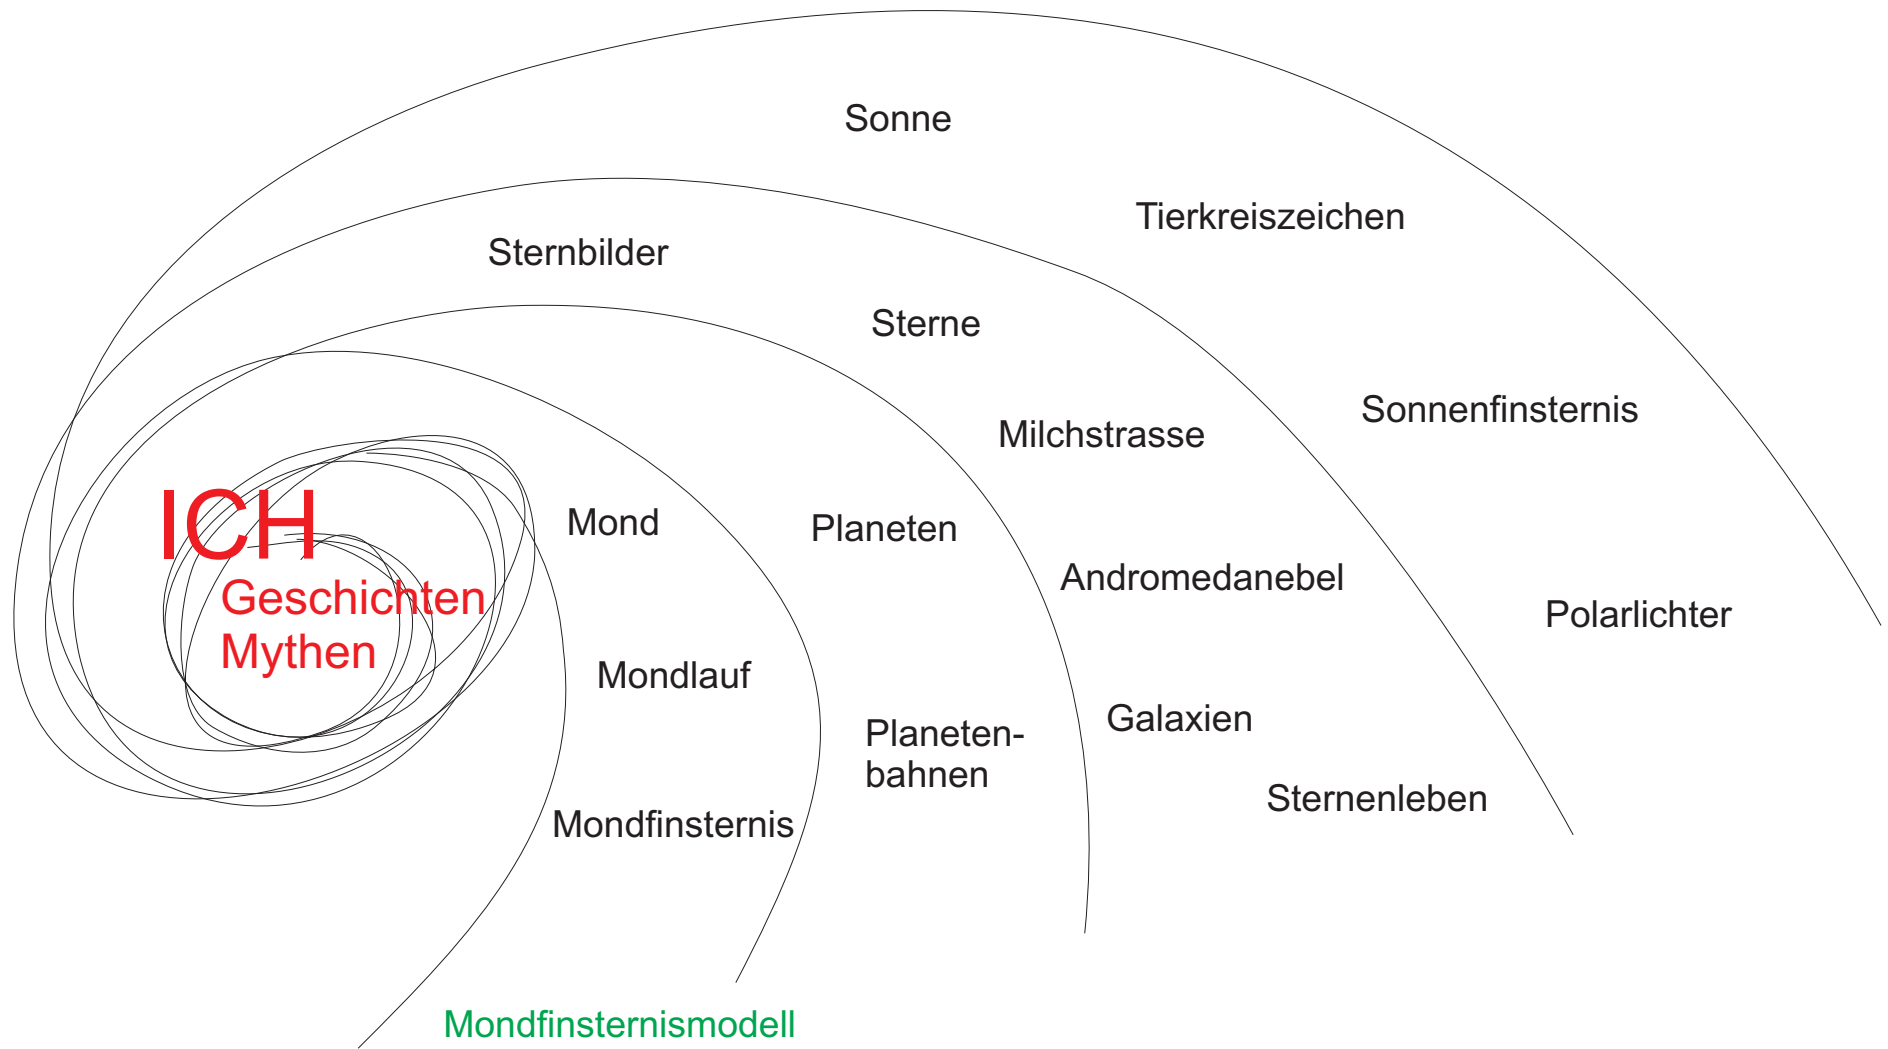 Sonne
Tierkreiszeichen
Sternbilder
Sterne
Sonnenfinsternis
Milchstrasse
ICH
Geschichten
Mythen
Mond
Planeten
Andromedanebel
Polarlichter
Mondlauf
Planeten-
bahnen
Galaxien
Sternenleben
Mondfinsternis
Mondfinsternismodell